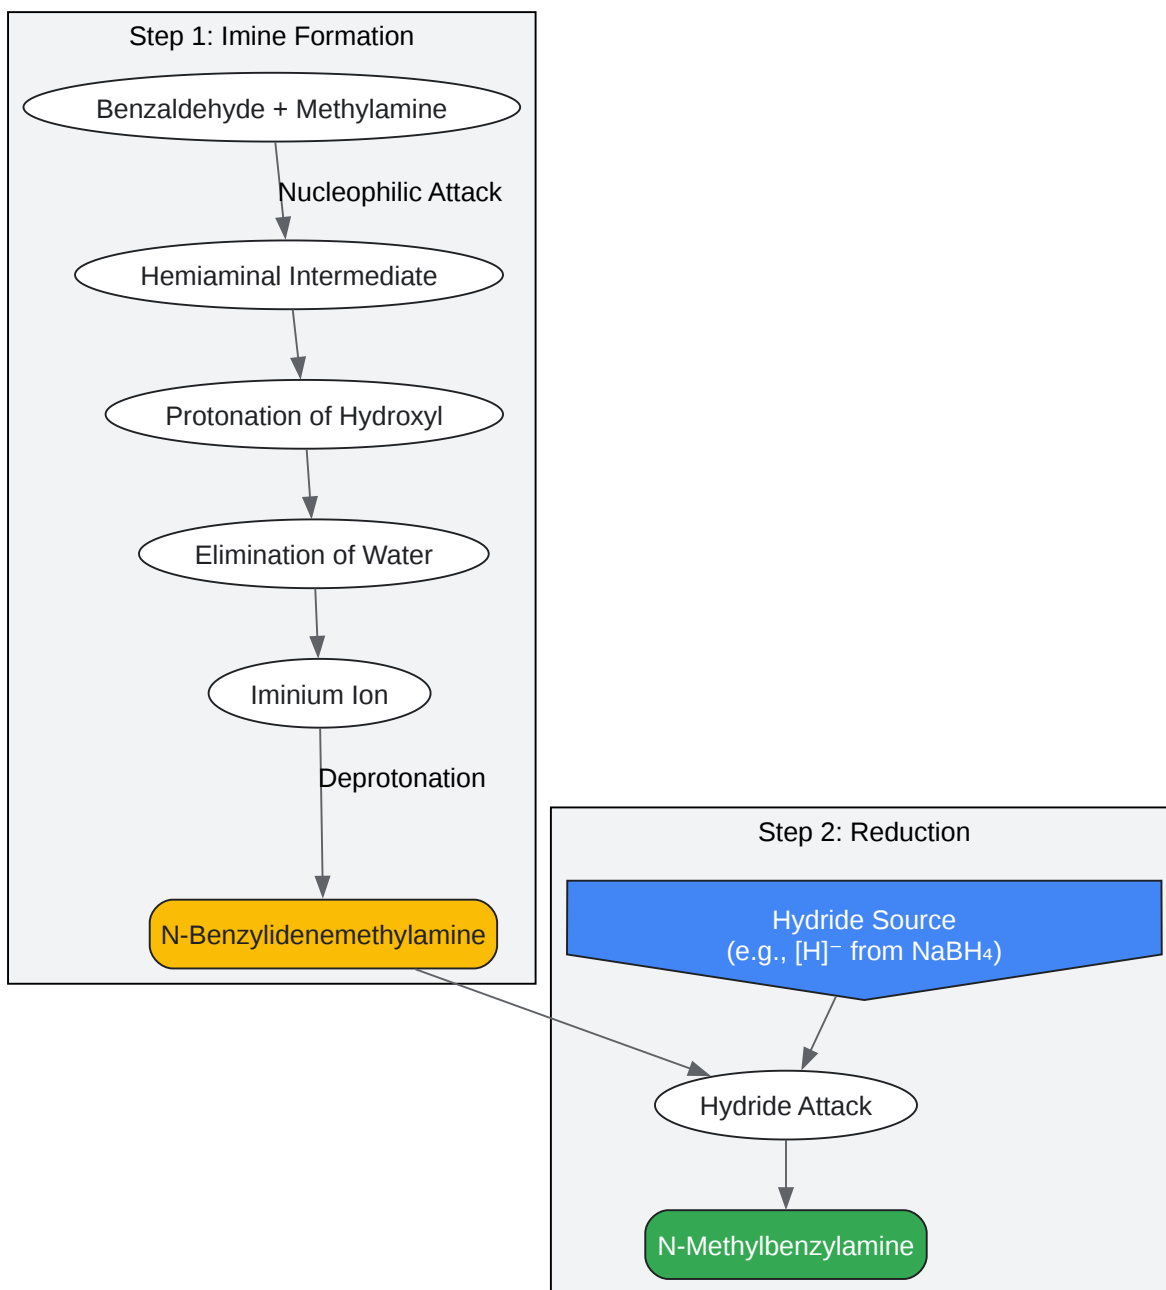 Step 1: Imine Formation
Benzaldehyde + Methylamine
Nucleophilic Attack
Hemiaminal Intermediate
Protonation of Hydroxyl
Elimination of Water
Iminium Ion
Deprotonation
N-Benzylidenemethylamine
Step 2: Reduction
Hydride Source
(e.g., [H]⁻ from NaBH₄)
Hydride Attack
N-Methylbenzylamine